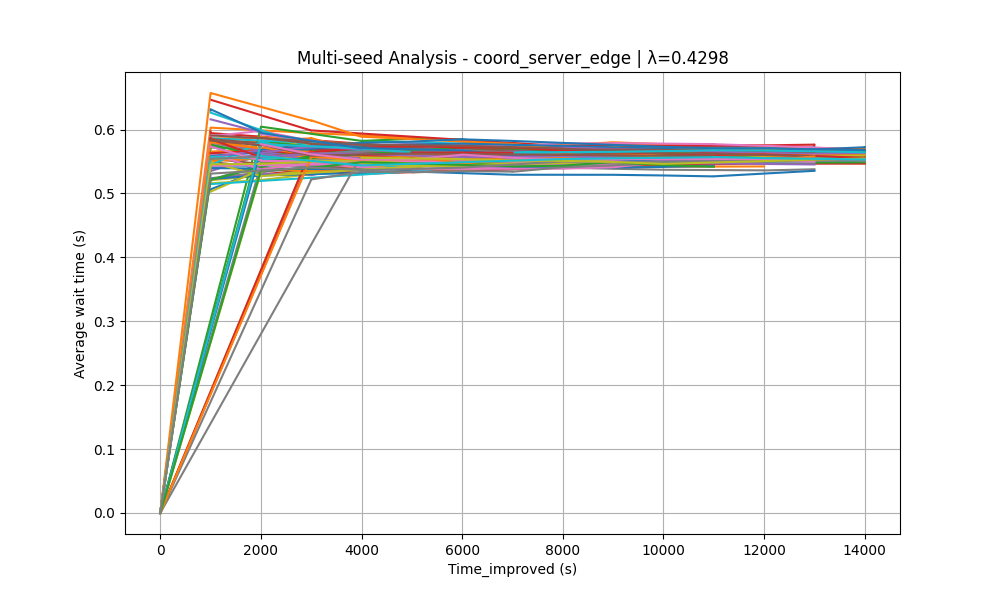 Multi-seed Analysis - coord_server_edge | λ=0.4298
Average wait time (s)
0.6
0.5
0.4
0.3
0.2
0.1
0.0
0 2000 4000 6000 8000 10000 12000 14000
Time_improved (s)